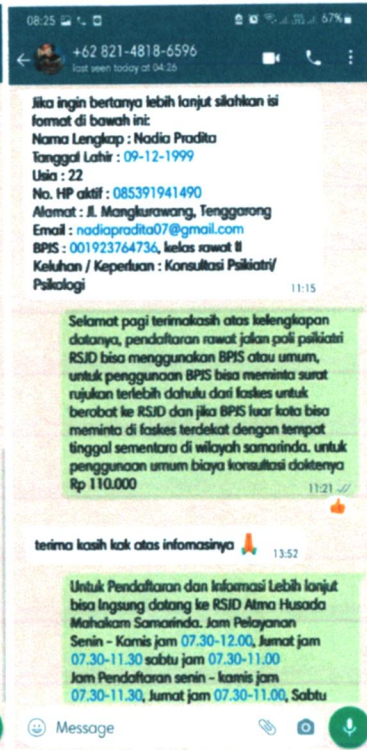 08:25
67%
+62 821-4818-6596
last seen today at 04:26
Jika ingin bertanya lebih lanjut silahkan isi
format di bawah ini:
Nama Lengkap : Nadia Pradita
Tanggal Lahir : 09-12-1999
Usia : 22
No. HP aktif : 085391941490
Alamat : Jl. Mangkurawang, Tenggarong
Email : nadiapradita07@gmail.com
BPJS : 001923764736, kelas rawat II
Keluhan / Keperluan : Konsultasi Psikiatri/
Psikologi
11:15
Selamat pagi terimakasih atas kelengkapan
datanya, pendaftaran rawat jalan poli psikiatri
RSJD bisa menggunakan BPJS atau umum,
untuk penggunaan BPJS bisa meminta surat
rujukan terlebih dahulu dari faskes untuk
berobat ke RSJD dan jika BPJS luar kota bisa
meminta di faskes terdekat dengan tempat
tinggal sementara di wilayah samarinda. untuk
penggunaan umum biaya konsultasi doktenya
Rp 110.000
11:21
terima kasih kak atas infomasinya 🙏
13:52
Untuk Pendaftaran dan Informasi Lebih lanjut
bisa lngsung datang ke RSJD Atma Husada
Mahakam Samarinda. Jam Pelayanan
Senin - Kamis jam 07.30-12.00, Jumat jam
07.30-11.30 sabtu jam 07.30-11.00
Jam Pendaftaran senin - kamis jam
07.30-11.30, Jumat jam 07.30-11.00, Sabtu
Message